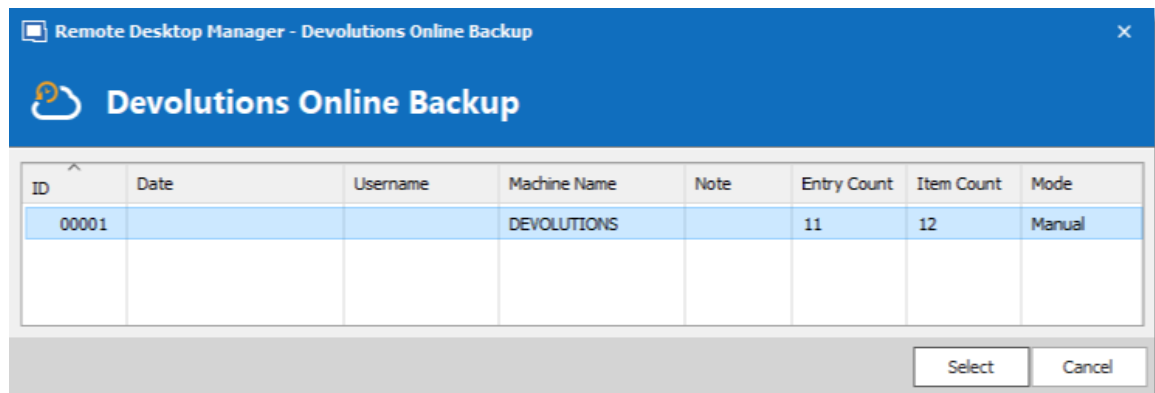 Remote Desktop Manager - Devolutions Online Backup
Devolutions Online Backup
ID Date Username Machine Name Note Entry Count Item Count Mode
00001 DEVOLUTIONS 11 12 Manual
Select Cancel